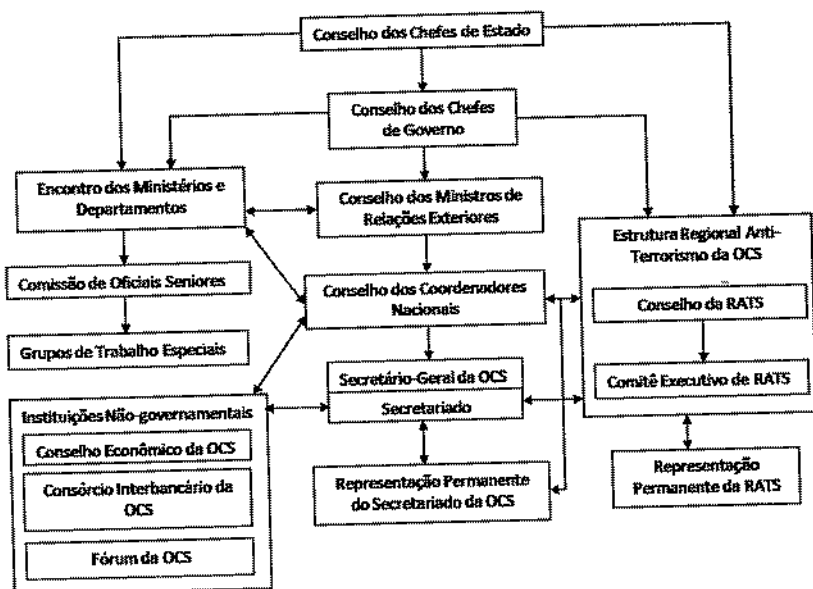 Conselho dos Chefes de Estado
Conselho dos Chefes
de Governo
Encontro dos Ministérios e
Departamentos
Conselho dos Ministros de
Relações Exteriores
Estrutura Regional Anti-
Terrorismo da OCS
Comissão de Oficiais Seniores
Conselho dos Coordenadores
Nacionais
Conselho da RATS
Grupos de Trabalho Especiais
Secretário-Geral da OCS
Secretariado
Comitê Executivo de RATS
Instituições Não-governamentais
Conselho Econômico da OCS
Consórcio Interbancário da
OCS
Fórum da OCS
Representação Permanente
do Secretariado da OCS
Representação
Permanente da RATS